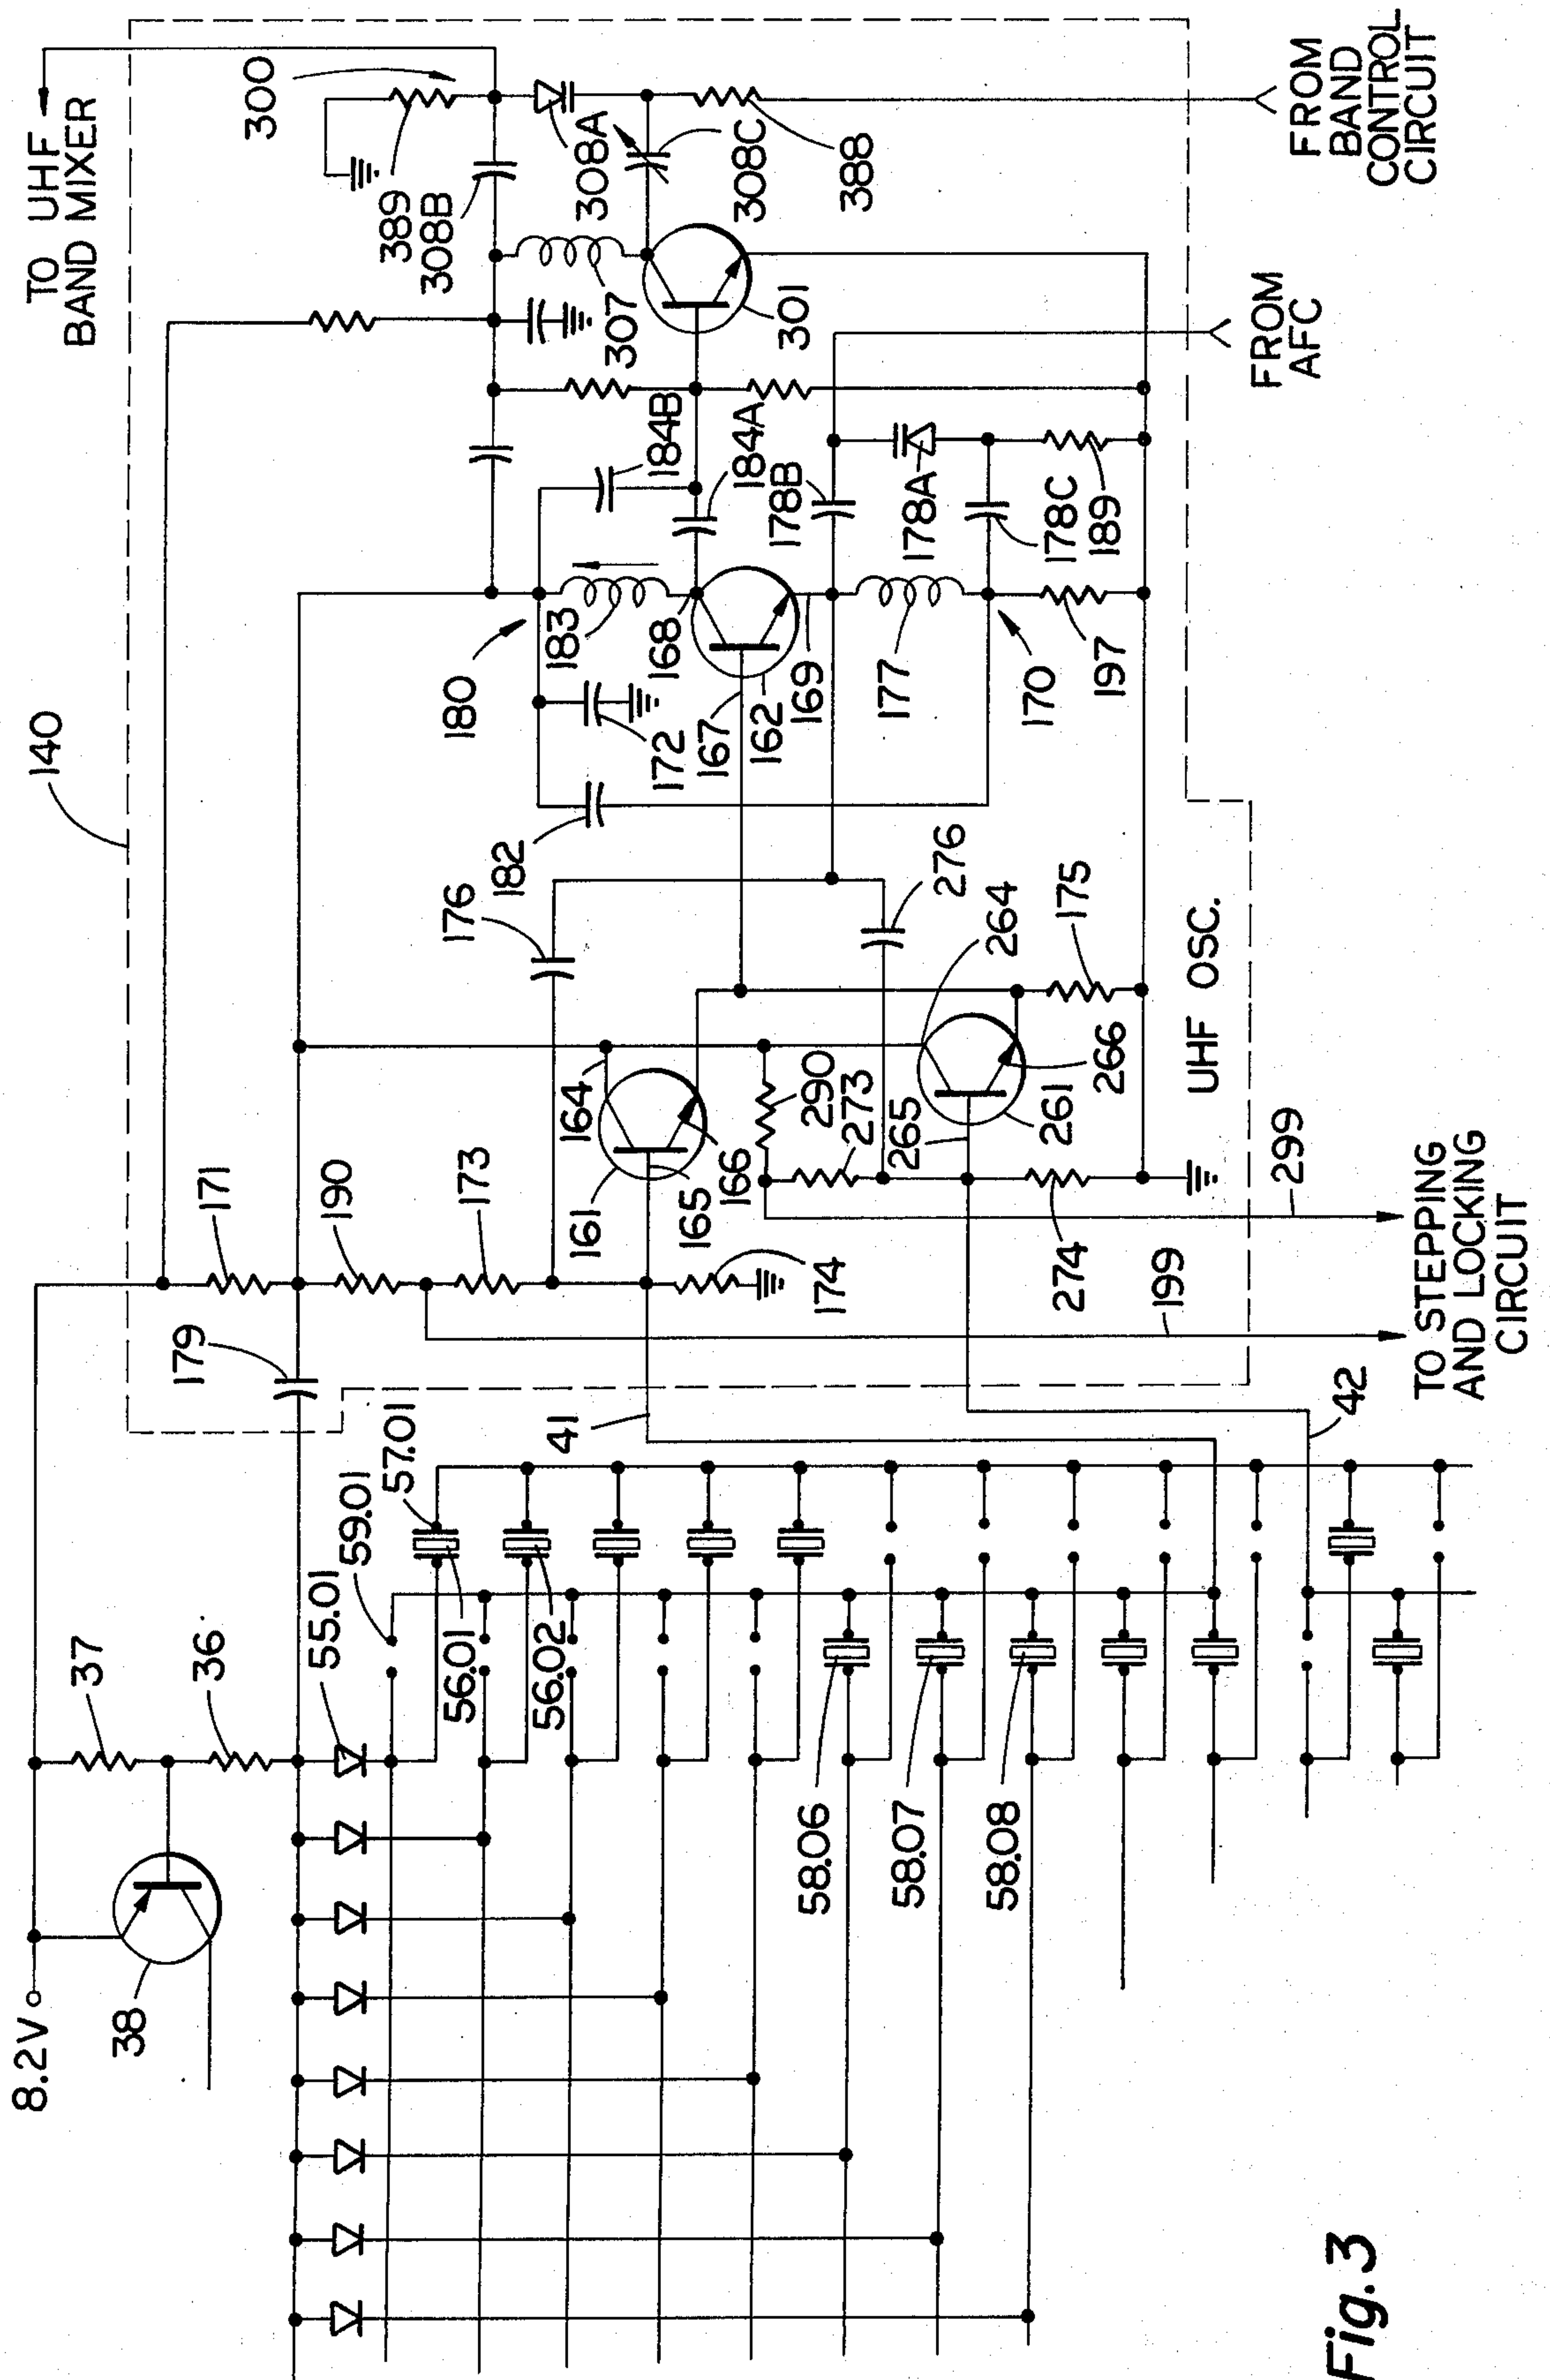 TO UHF
BAND MIXER
140
300
389
308B
308A
308C
388
307
301
FROM
BAND
CONTROL
CIRCUIT
FROM
AFC
184B
184A
178B
178A
178C
189
180
183
168
172
167
162
169
177
170
197
182
176
276
264
175
UHF OSC.
164
161
165
166
290
273
265
261
266
171
190
173
174
274
299
199
TO STEPPING
AND LOCKING
CIRCUIT
179
41
42
57.01
59.01
55.01
56.01
56.02
37
36
38
8.2V
58.06
58.07
58.08
Fig.3